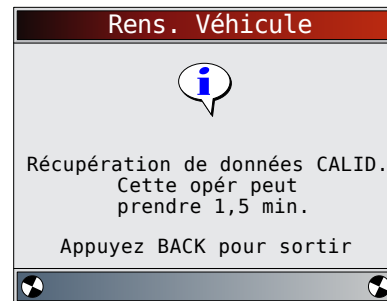 Rens. Véhicule
Récupération de données CALID.
Cette opér peut
prendre 1,5 min.
Appuyez BACK pour sortir